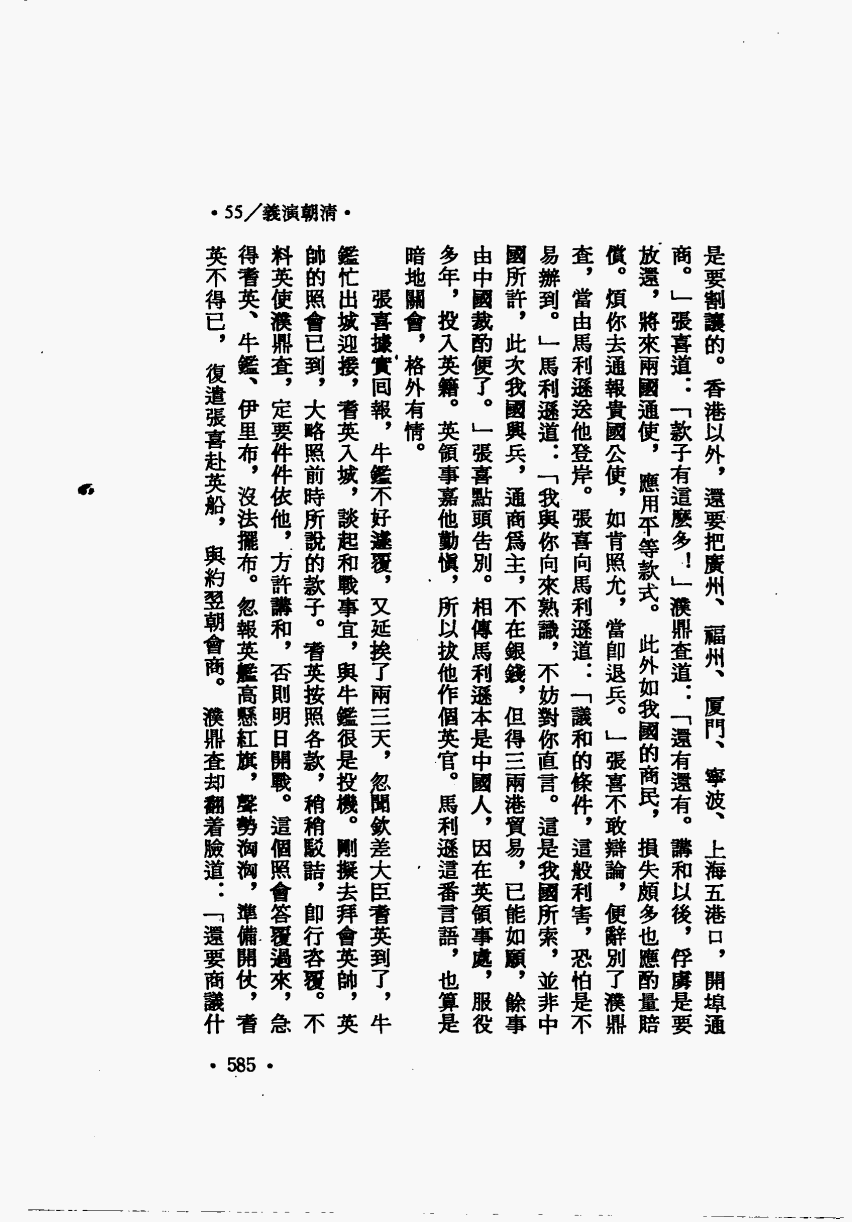 •55／義演朝清•
是要割讓的。香港以外，還要把廣州、福州、厦門、寧波、上海五港口，開埠通
商。」張喜道：「款子有這麼多！」濮鼎查道：「還有還有。講和以後，俘虜是要
放還，將來兩國通使，應用平等款式。此外如我國的商民，損失頗多也應酌量賠
償。煩你去通報貴國公使，如肯照允，當卽退兵。」張喜不敢辯論，便辭別了濮鼎
查，當由馬利遜送他登岸。張喜向馬利遜道：「議和的條件，這般利害，恐怕是不
易辦到。」馬利遜道：「我與你向來熟識，不妨對你直言。這是我國所索，並非中
國所許，此次我國興兵，通商爲主，不在銀錢，但得三兩港貿易，已能如願，餘事
由中國裁酌便了。」張喜點頭告別。相傳馬利遜本是中國人，因在英領事處，服役
多年，投入英籍。英領事嘉他勤愼，所以拔他作個英官。馬利遜這番言語，也算是
暗地關會，格外有情。
張喜據實回報，牛鑑不好遽覆，又延挨了兩三天，忽聞欽差大臣耆英到了，牛
鑑忙出城迎接，耆英入城，談起和戰事宜，與牛鑑很是投機。剛擬去拜會英帥，英
帥的照會已到，大略照前時所說的款子。耆英按照各款，稍稍駁詰，卽行咨覆。不
料英使濮鼎查，定要件件依他，方許講和，否則明日開戰。這個照會答覆過來，急
得耆英、牛鑑、伊里布，沒法擺布。忽報英艦高懸紅旗，聲勢洶洶，準備開仗，耆
英不得已，復遣張喜赴英船，與約翌朝會商。濮鼎查却翻着臉道：「還要商議什
•585•